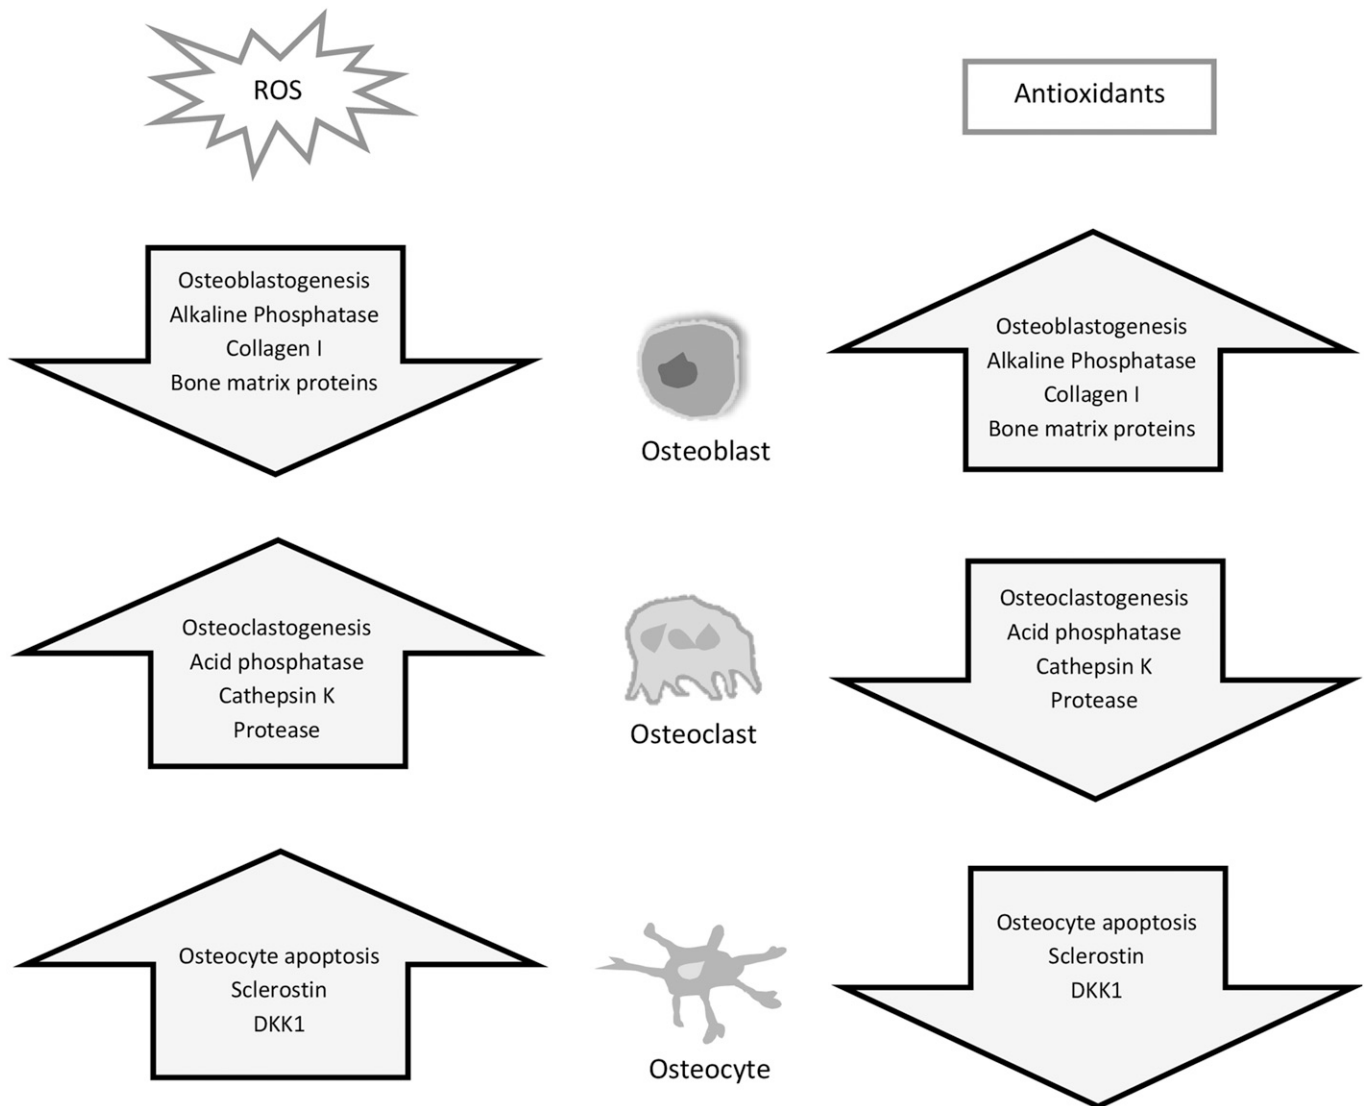 ROS
Antioxidants
Osteoblastogenesis
Alkaline Phosphatase
Collagen I
Bone matrix proteins
Osteoblast
Osteoblastogenesis
Alkaline Phosphatase
Collagen I
Bone matrix proteins
Osteoclastogenesis
Acid phosphatase
Cathepsin K
Protease
Osteoclast
Osteoclastogenesis
Acid phosphatase
Cathepsin K
Protease
Osteocyte apoptosis
Sclerostin
DKK1
Osteocyte
Osteocyte apoptosis
Sclerostin
DKK1